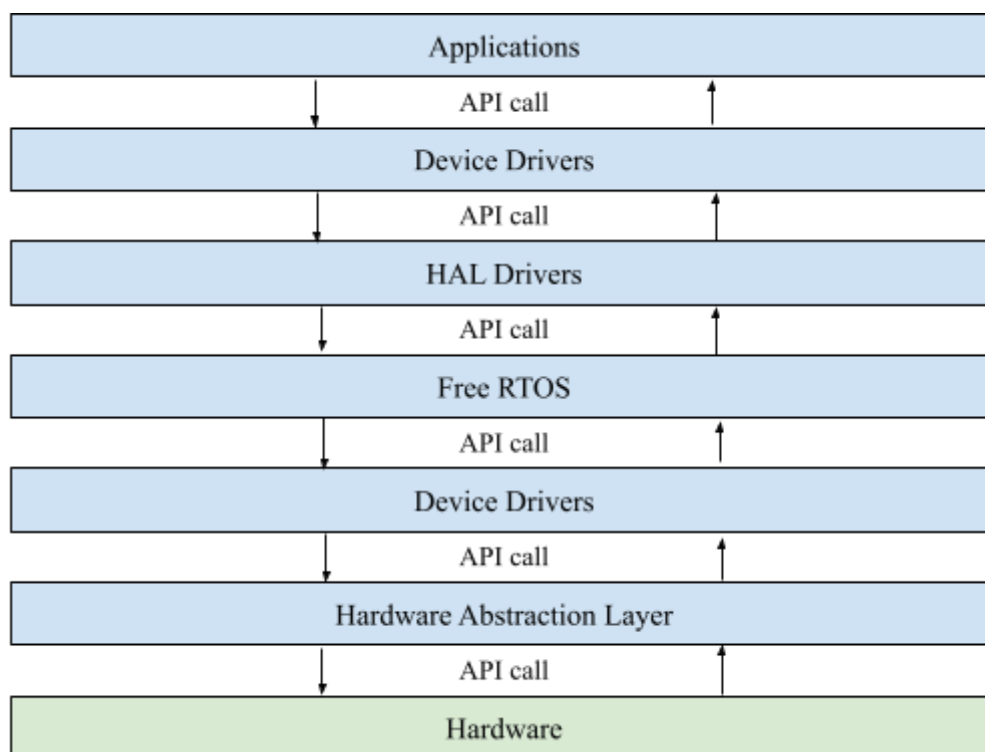 Applications
API call
Device Drivers
API call
HAL Drivers
API call
Free RTOS
API call
Device Drivers
API call
Hardware Abstraction Layer
API call
Hardware